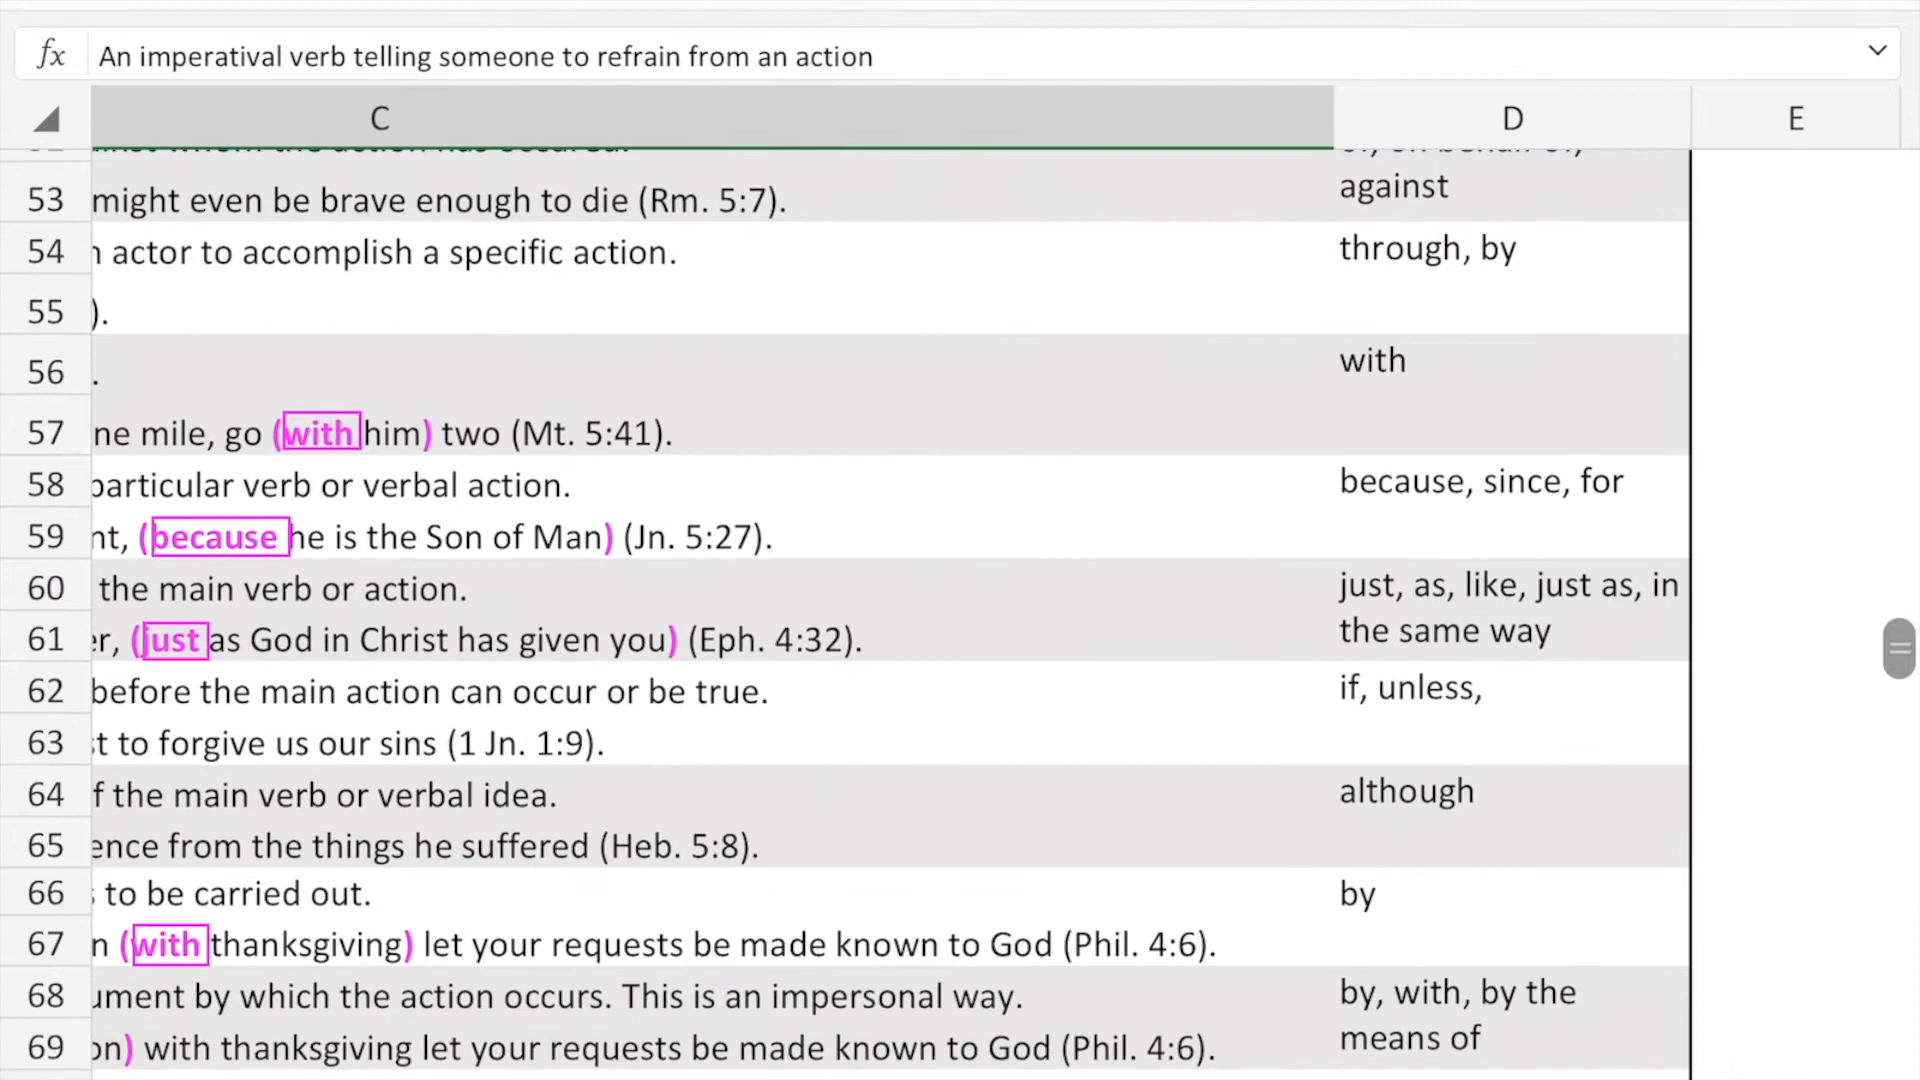 fx An imperatival verb telling someone to refrain from an action
C D E
53 might even be brave enough to die (Rm. 5:7). against
54 actor to accomplish a specific action. through, by
55 ).
56 . with
57 ne mile, go (with him) two (Mt. 5:41).
58 particular verb or verbal action. because, since, for
59 nt, (because he is the Son of Man) (Jn. 5:27).
60 the main verb or action. just, as, like, just as, in
61 er, (just as God in Christ has given you) (Eph. 4:32). the same way
62 before the main action can occur or be true. if, unless,
63 st to forgive us our sins (1 Jn. 1:9).
64 f the main verb or verbal idea. although
65 ence from the things he suffered (Heb. 5:8).
66 to be carried out. by
67 n (with thanksgiving) let your requests be made known to God (Phil. 4:6).
68 ument by which the action occurs. This is an impersonal way. by, with, by the
69 on) with thanksgiving let your requests be made known to God (Phil. 4:6). means of